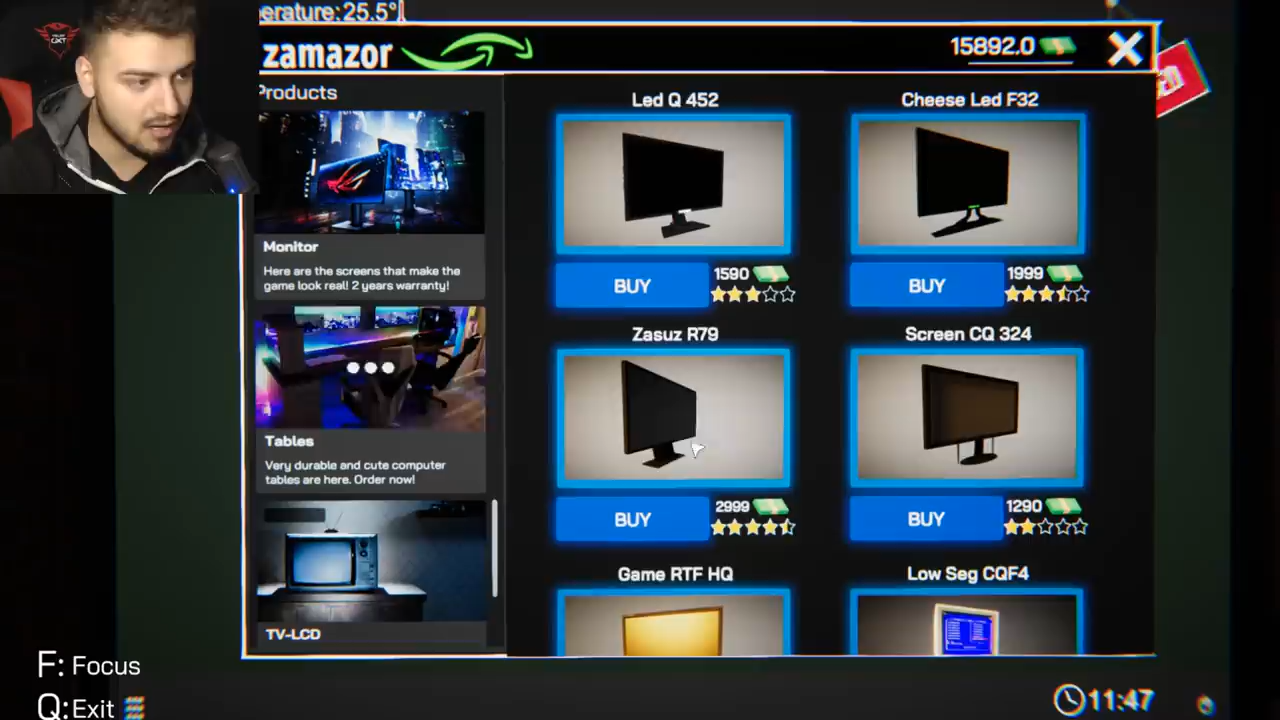 erature: 25.5°
zamazor
15892.0
Products
Monitor
Here are the screens that make the
game look real! 2 years warranty!
Tables
Very durable and cute computer
tables are here. Order now!
TV-LCD
Led Q 452
BUY
1590
Cheese Led F32
BUY
1999
Zasuz R79
BUY
2999
Screen CQ 324
BUY
1290
Game RTF HQ
Low Seg CQF4
F: Focus
Q: Exit
11:47